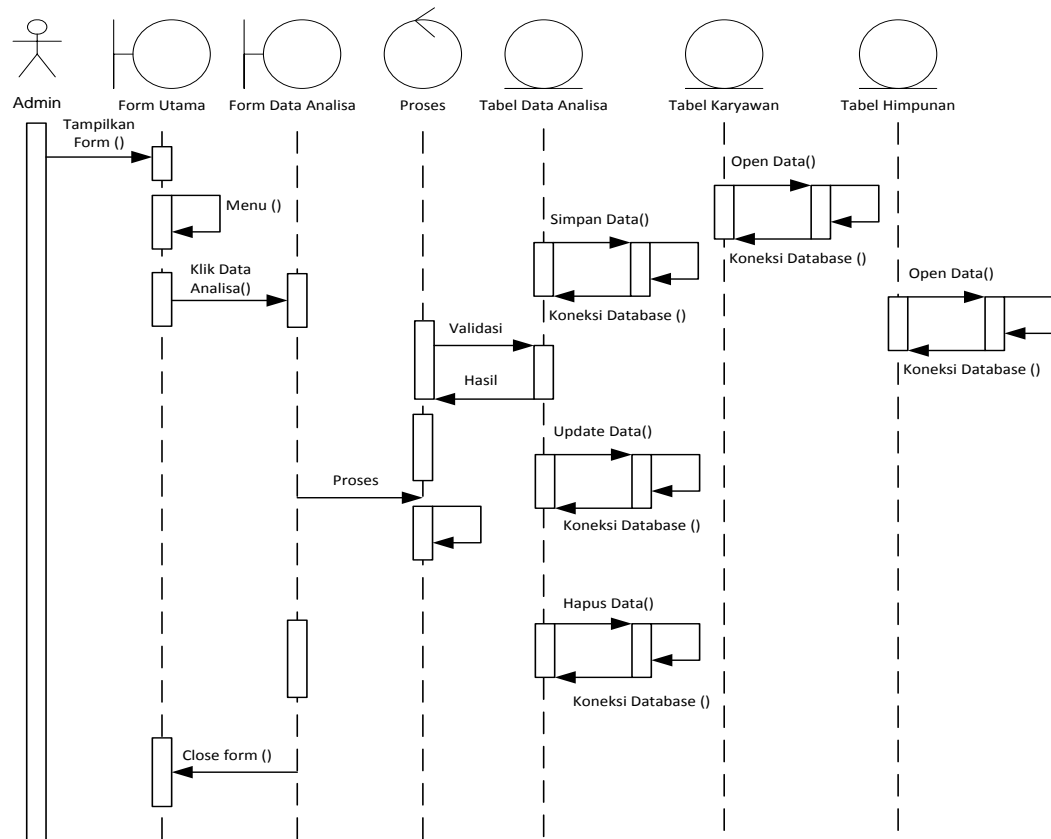 Admin
Form Utama
Form Data Analisa
Proses
Tabel Data Analisa
Tabel Karyawan
Tabel Himpunan
Tampilkan
Form ()
Menu ()
Klik Data
Analisa()
Open Data()
Simpan Data()
Koneksi Database ()
Open Data()
Koneksi Database ()
Validasi
Koneksi Database ()
Hasil
Update Data()
Proses
Koneksi Database ()
Hapus Data()
Koneksi Database ()
Close form ()